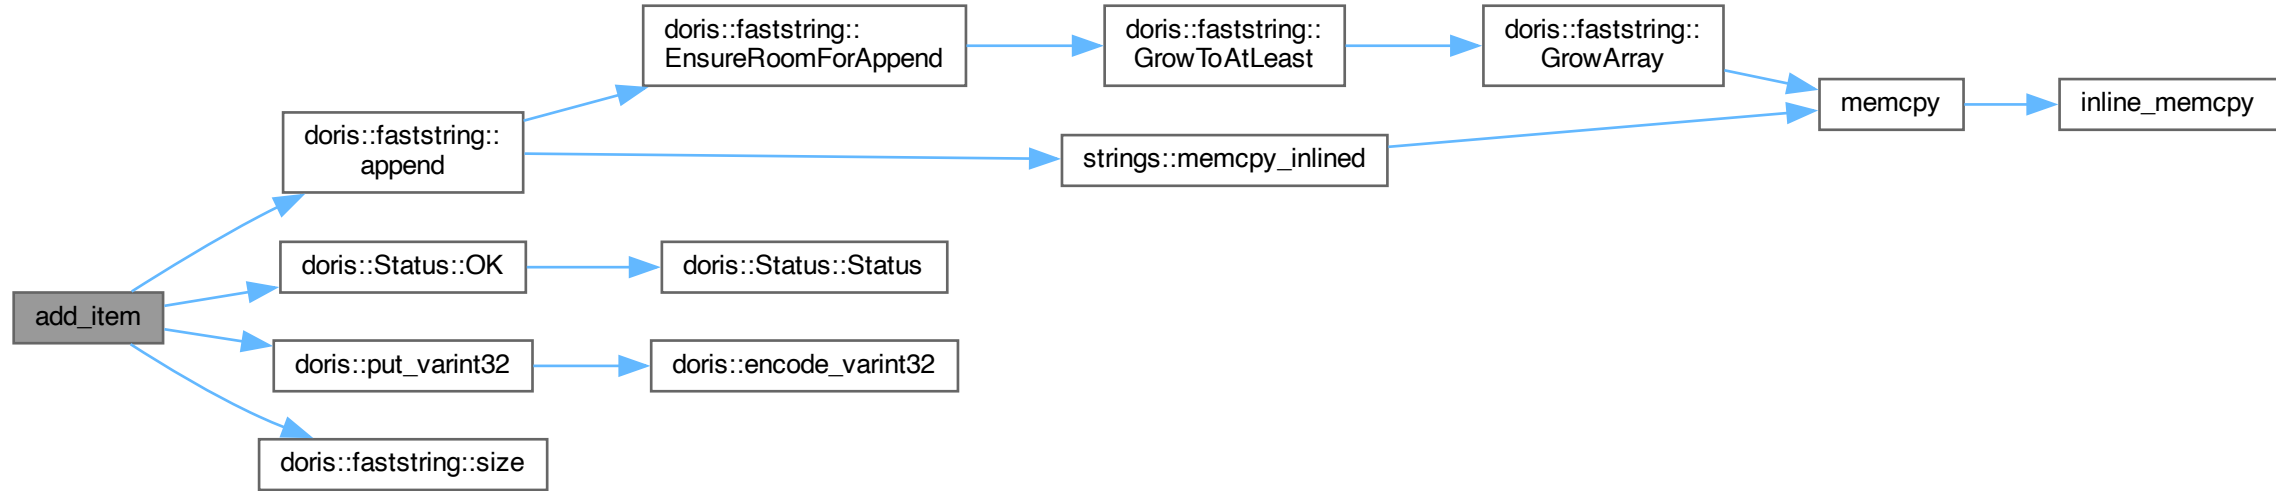 doris::faststring::
EnsureRoomForAppend
doris::faststring::
GrowToAtLeast
doris::faststring::
GrowArray
memcpy
inline_memcpy
doris::faststring::
append
strings::memcpy_inlined
doris::Status::OK
doris::Status::Status
add_item
doris::put_varint32
doris::encode_varint32
doris::faststring::size